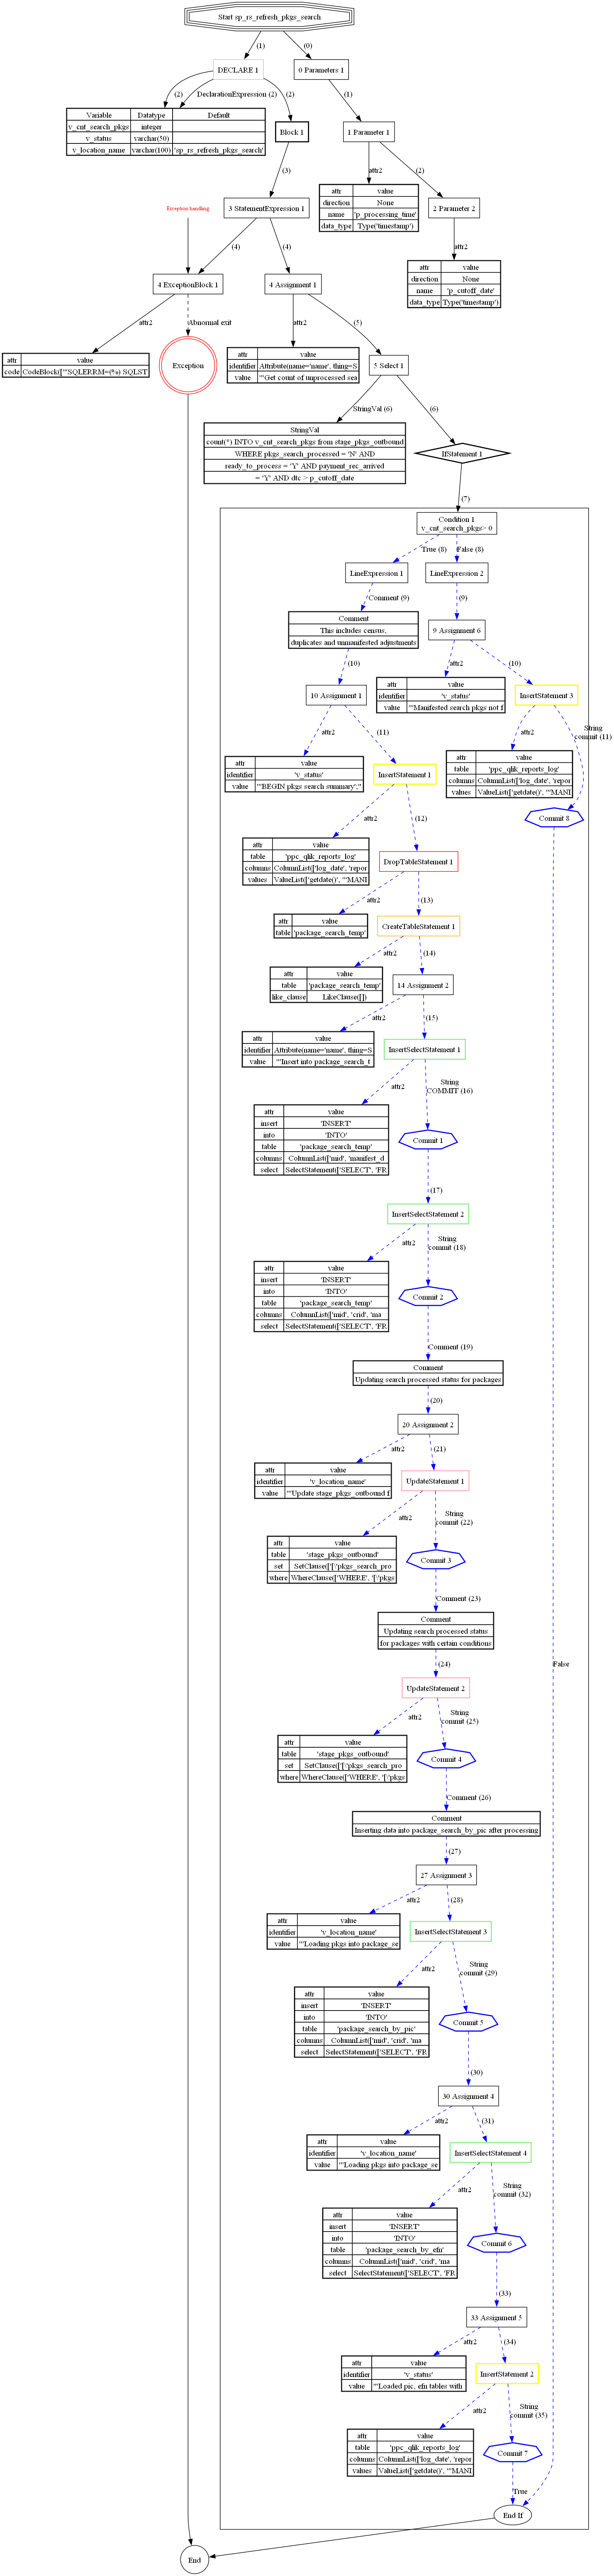 Start sp_rs_refresh_pkgs_search
(1)
(0)
DECLARE 1
0 Parameters 1
(2)
DeclarationExpression (2)
(2)
(1)
Variable Datatype Default
v_cnt_search_pkgs integer
v_status varchar(50)
v_location_name varchar(100) 'sp_rs_refresh_pkgs_search'
Block 1
1 Parameter 1
(3)
attr2
(2)
Exception handling
3 StatementExpression 1
attr value
direction None
name 'p_processing_time'
data_type Type('timestamp')
2 Parameter 2
(4)
(4)
attr2
4 ExceptionBlock 1
4 Assignment 1
attr value
direction None
name 'p_cutoff_date'
data_type Type('timestamp')
attr2
Abnormal exit
attr2
(5)
attr value
code CodeBlock(['"SQLERRM=(%) SQLST
Exception
attr value
identifier Attribute(name='name', thing=S
value '"Get count of unprocessed sea
5 Select 1
StringVal (6)
(6)
StringVal
count(*) INTO v_cnt_search_pkgs from stage_pkgs_outbound
WHERE pkgs_search_processed = 'N' AND
ready_to_process = 'Y' AND payment_rec_arrived
= 'Y' AND dtc > p_cutoff_date
IfStatement 1
(7)
Condition 1
v_cnt_search_pkgs> 0
True (8)
False (8)
LineExpression 1
LineExpression 2
Comment (9)
(9)
Comment
This includes census,
duplicates and unmanifested adjustments
9 Assignment 6
(10)
attr2
(10)
10 Assignment 1
attr value
identifier 'v_status'
value '"Manifested search pkgs not f
InsertStatement 3
attr2
(11)
attr2
String
commit (11)
attr value
identifier 'v_status'
value '"BEGIN pkgs search summary';"
InsertStatement 1
attr value
table 'ppc_qlik_reports_log'
columns ColumnList(['log_date', 'repor
values ValueList(['getdate()', '"MANI
attr2
(12)
Commit 8
attr value
table 'ppc_qlik_reports_log'
columns ColumnList(['log_date', 'repor
values ValueList(['getdate()', '"MANI
DropTableStatement 1
attr2
(13)
attr value
table 'package_search_temp'
CreateTableStatement 1
attr2
(14)
attr value
table 'package_search_temp'
like_clause LikeClause([])
14 Assignment 2
attr2
(15)
attr value
identifier Attribute(name='name', thing=S
value '"Insert into package_search_t
InsertSelectStatement 1
attr2
String
COMMIT (16)
attr value
insert 'INSERT'
into 'INTO'
table 'package_search_temp'
columns ColumnList(['mid', 'manifest_d
select SelectStatement(['SELECT', 'FR
Commit 1
(17)
InsertSelectStatement 2
attr2
String
commit (18)
attr value
insert 'INSERT'
into 'INTO'
table 'package_search_temp'
columns ColumnList(['mid', 'crid', 'ma
select SelectStatement(['SELECT', 'FR
Commit 2
Comment (19)
Comment
Updating search processed status for packages
(20)
20 Assignment 2
attr2
(21)
attr value
identifier 'v_location_name'
value '"Update stage_pkgs_outbound f
UpdateStatement 1
attr2
String
commit (22)
attr value
table 'stage_pkgs_outbound'
set SetClause(['[\'pkgs_search_pro
where WhereClause(['WHERE', '[\'pkgs
Commit 3
Comment (23)
Comment
Updating search processed status
for packages with certain conditions
(24)
UpdateStatement 2
attr2
String
commit (25)
attr value
table 'stage_pkgs_outbound'
set SetClause(['[\'pkgs_search_pro
where WhereClause(['WHERE', '[\'pkgs
Commit 4
Comment (26)
Comment
Inserting data into package_search_by_pic after processing
(27)
27 Assignment 3
attr2
(28)
attr value
identifier 'v_location_name'
value '"Loading pkgs into package_se
InsertSelectStatement 3
attr2
String
commit (29)
attr value
insert 'INSERT'
into 'INTO'
table 'package_search_by_pic'
columns ColumnList(['mid', 'crid', 'ma
select SelectStatement(['SELECT', 'FR
Commit 5
(30)
30 Assignment 4
attr2
(31)
attr value
identifier 'v_location_name'
value '"Loading pkgs into package_se
InsertSelectStatement 4
attr2
String
commit (32)
attr value
insert 'INSERT'
into 'INTO'
table 'package_search_by_efn'
columns ColumnList(['mid', 'crid', 'ma
select SelectStatement(['SELECT', 'FR
Commit 6
(33)
33 Assignment 5
attr2
(34)
attr value
identifier 'v_status'
value '"Loaded pic, efn tables with
InsertStatement 2
attr2
String
commit (35)
attr value
table 'ppc_qlik_reports_log'
columns ColumnList(['log_date', 'repor
values ValueList(['getdate()', '"MANI
Commit 7
False
True
End If
End